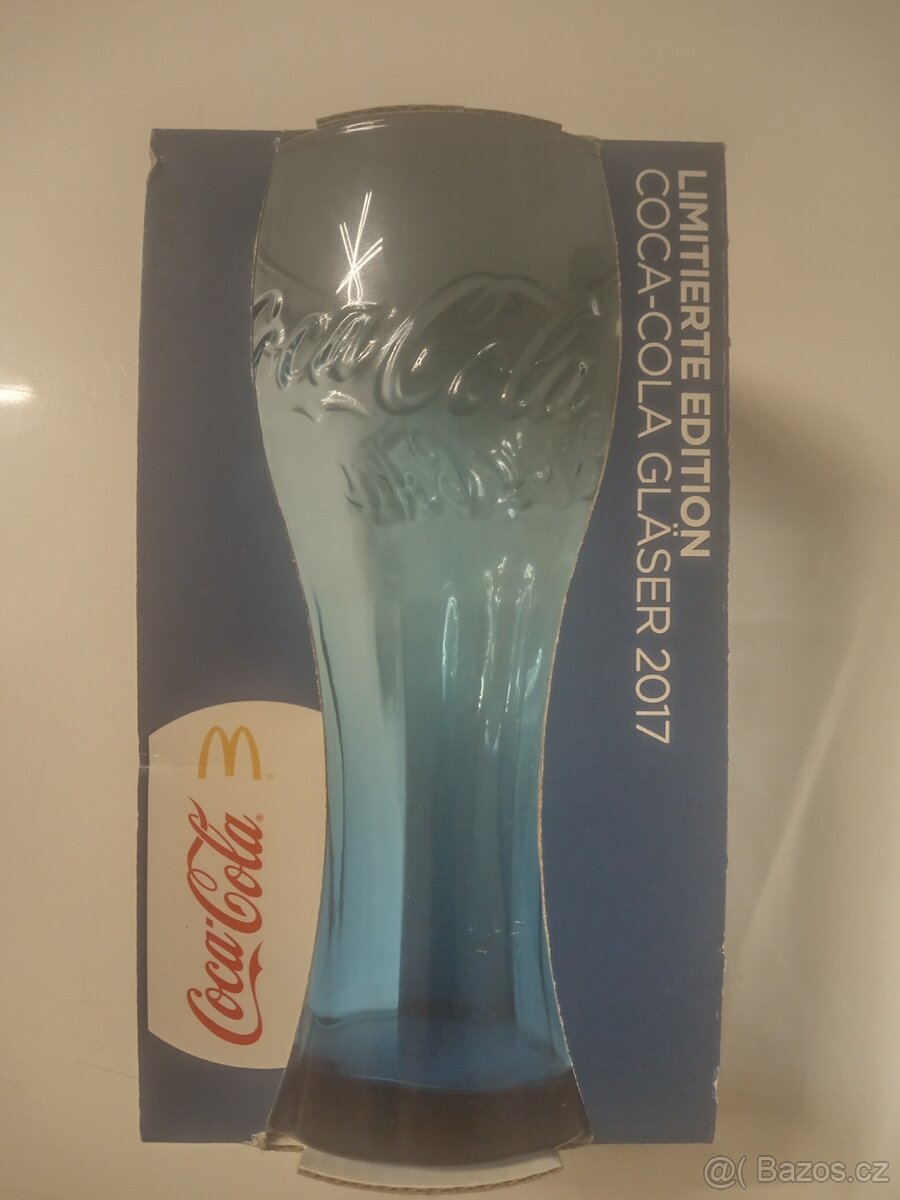 LIMITIERTE EDITION
COCA-COLA GLÄSER 2017
Coca Cola
M
Coca-Cola®
@( Bazos.cz